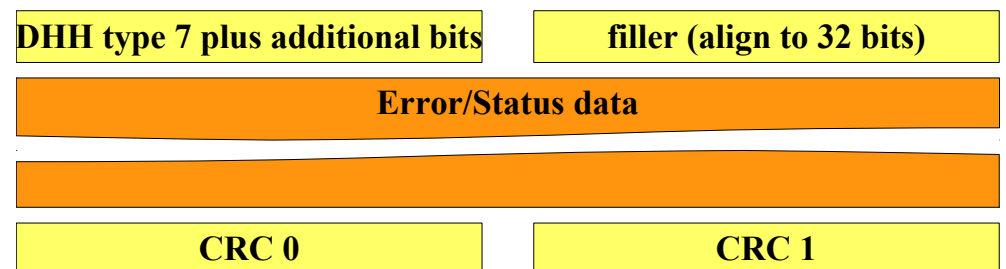 DHH type 7 plus additional bits
filler (align to 32 bits)
Error/Status data
CRC 0
CRC 1